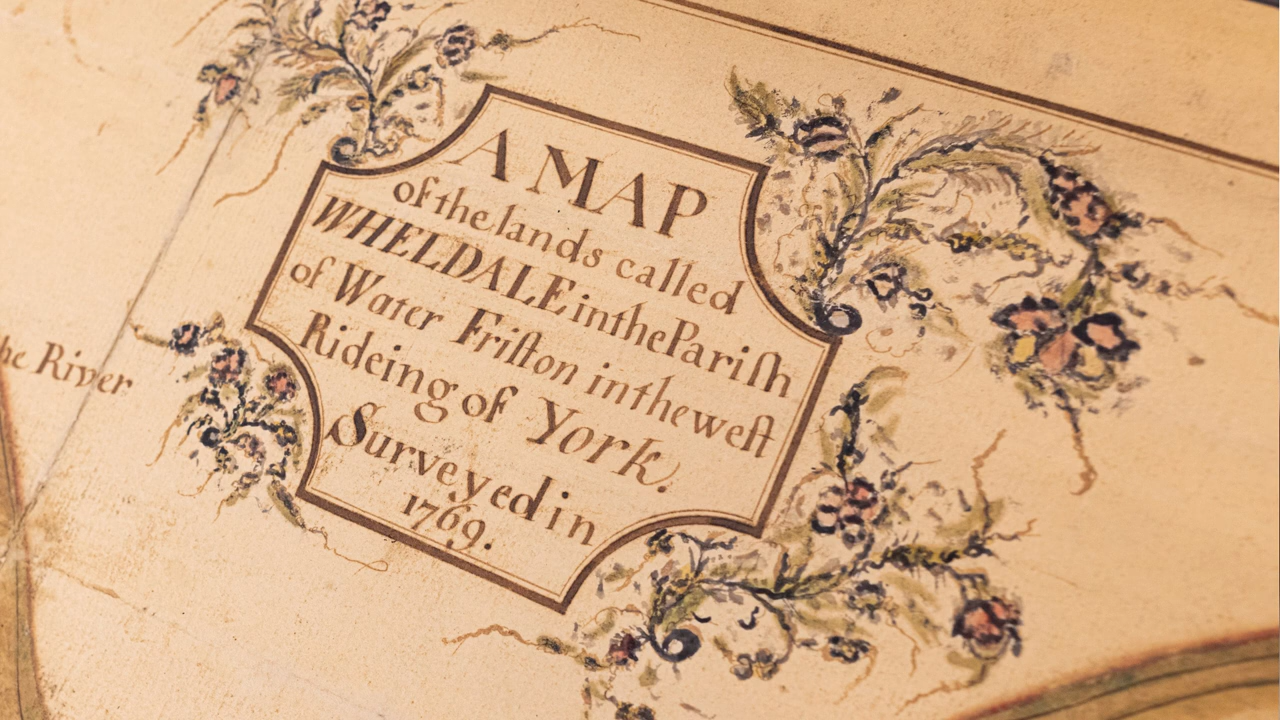 A MAP
of the lands called
WHELDALE in the Pariſh
of Water Friſton in the weſt
Rideing of York.
Surveyed in
1769.
he River